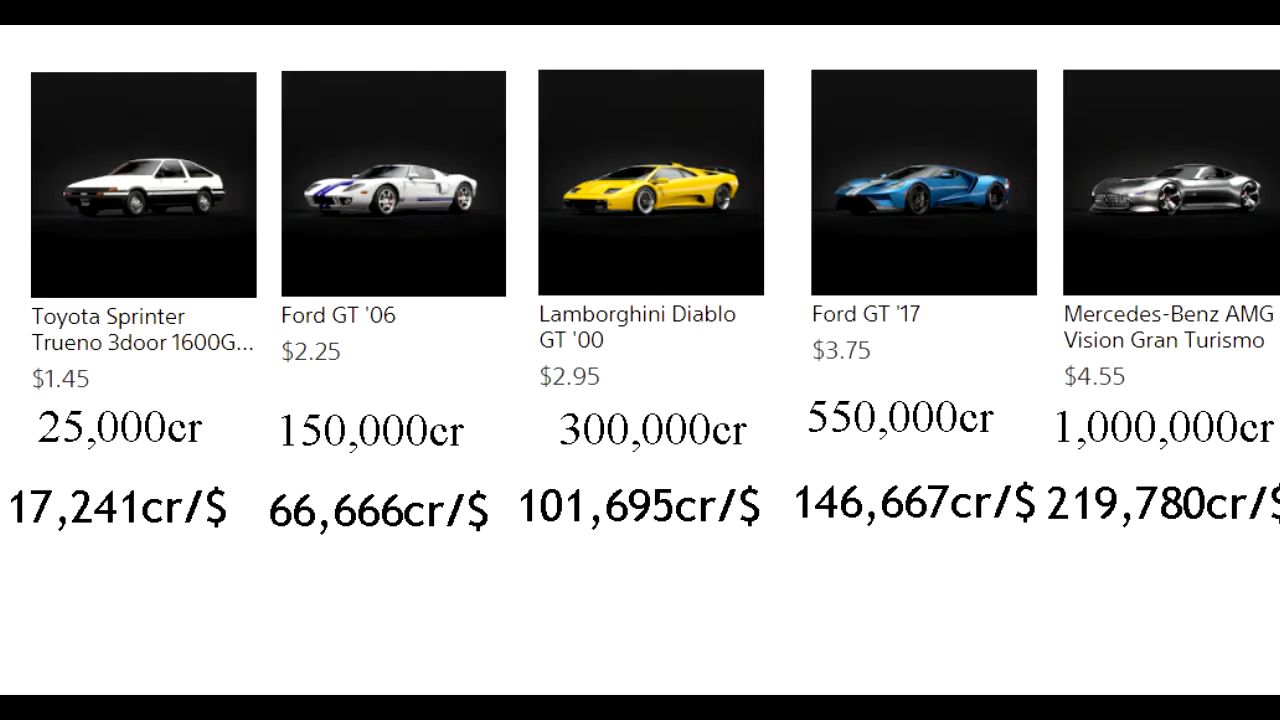 Toyota Sprinter
Trueno 3door 1600G...
$1.45
25,000cr
17,241cr/$
Ford GT '06
$2.25
150,000cr
66,666cr/$
Lamborghini Diablo
GT '00
$2.95
300,000cr
101,695cr/$
Ford GT '17
$3.75
550,000cr
146,667cr/$
Mercedes-Benz AMG
Vision Gran Turismo
$4.55
1,000,000cr
219,780cr/$